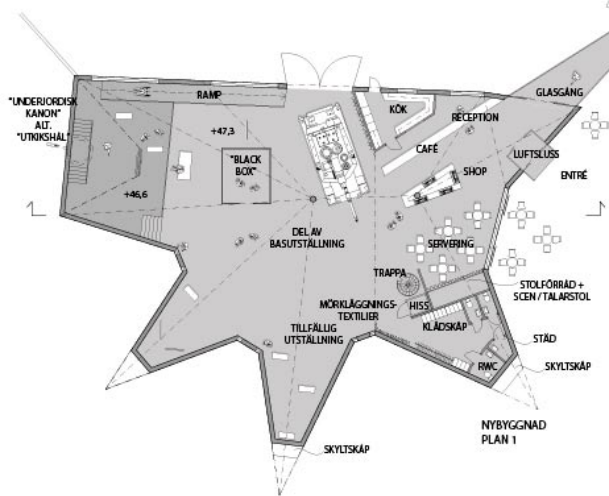 GLASGÅNG
"UNDERJORDISK
KANON"
ALT.
"UTKIKSHÅL"
RAMP
KÖK
RECEPTION
+47,3
CAFÉ
LUFTSLUSS
"BLACK
BOX"
SHOP
ENTRÉ
+46,6
DEL AV
BASUTSTÄLLNING
SERVERING
TRAPPA
STOLFÖRRÅD +
SCEN / TALARSTOL
MÖRKLÄGGNINGS-
TEXTILIER
HISS
KLÄDSKÅP
TILLFÄLLIG
UTSTÄLLNING
STÄD
RWC
SKYLTSKÅP
NYBYGGNAD
PLAN 1
SKYLTSKÅP